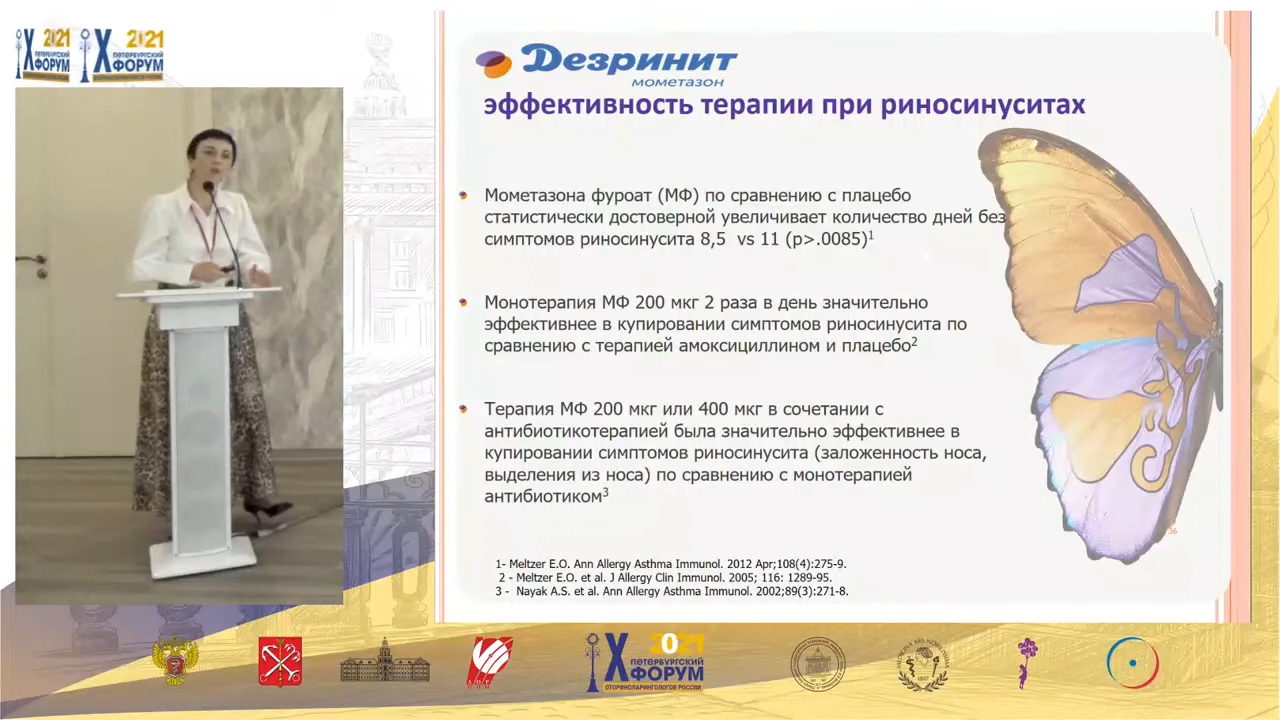 2021
X
ПЕТЕРБУРГСКИЙ
ФОРУМ
2021
X
ПЕТЕРБУРГСКИЙ
ФОРУМ
Дезринит
мометазон
эффективность терапии при риносинуситах
Мометазона фуроат (МФ) по сравнению с плацебо
статистически достоверной увеличивает количество дней без
симптомов риносинусита 8,5 vs 11 (p>.0085)1
Монотерапия МФ 200 мкг 2 раза в день значительно
эффективнее в купировании симптомов риносинусита по
сравнению с терапией амоксициллином и плацебо2
Терапия МФ 200 мкг или 400 мкг в сочетании с
антибиотикотерапией была значительно эффективнее в
купировании симптомов риносинусита (заложенность носа,
выделения из носа) по сравнению с монотерапией
антибиотиком3
36
1- Meltzer E.O. Ann Allergy Asthma Immunol. 2012 Apr;108(4):275-9.
2 - Meltzer E.O. et al. J Allergy Clin Immunol. 2005; 116: 1289-95.
3 - Nayak A.S. et al. Ann Allergy Asthma Immunol. 2002;89(3):271-8.
X
2021
ПЕТЕРБУРГСКИЙ
ФОРУМ
ОТОРИНОЛАРИНГОЛОГОВ РОССИИ
1897